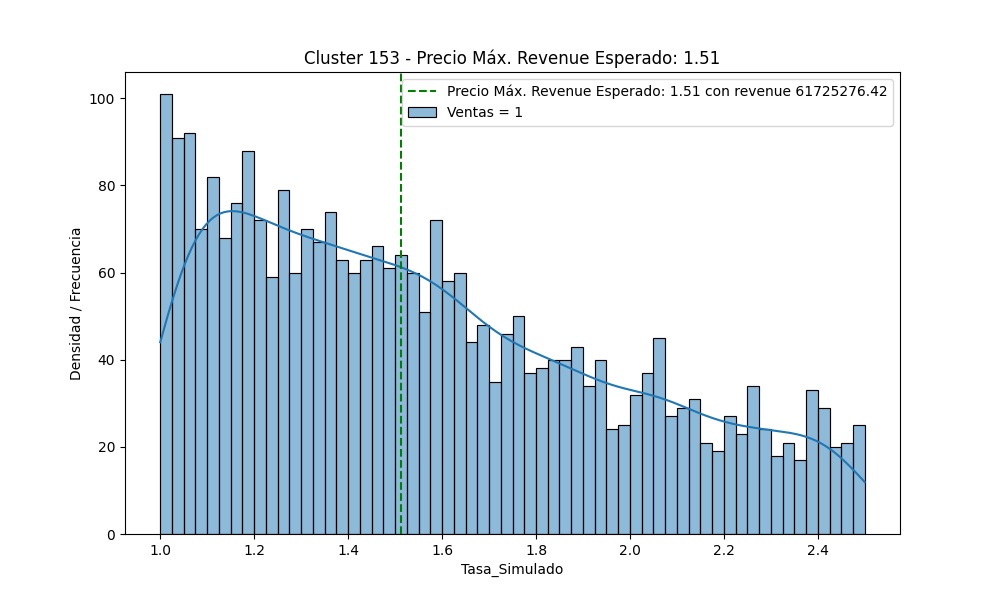 Cluster 153 - Precio Máx. Revenue Esperado: 1.51
Precio Máx. Revenue Esperado: 1.51 con revenue 61725276.42
Ventas = 1
Densidad / Frecuencia
100
80
60
40
20
0
1.0 1.2 1.4 1.6 1.8 2.0 2.2 2.4
Tasa_Simulado